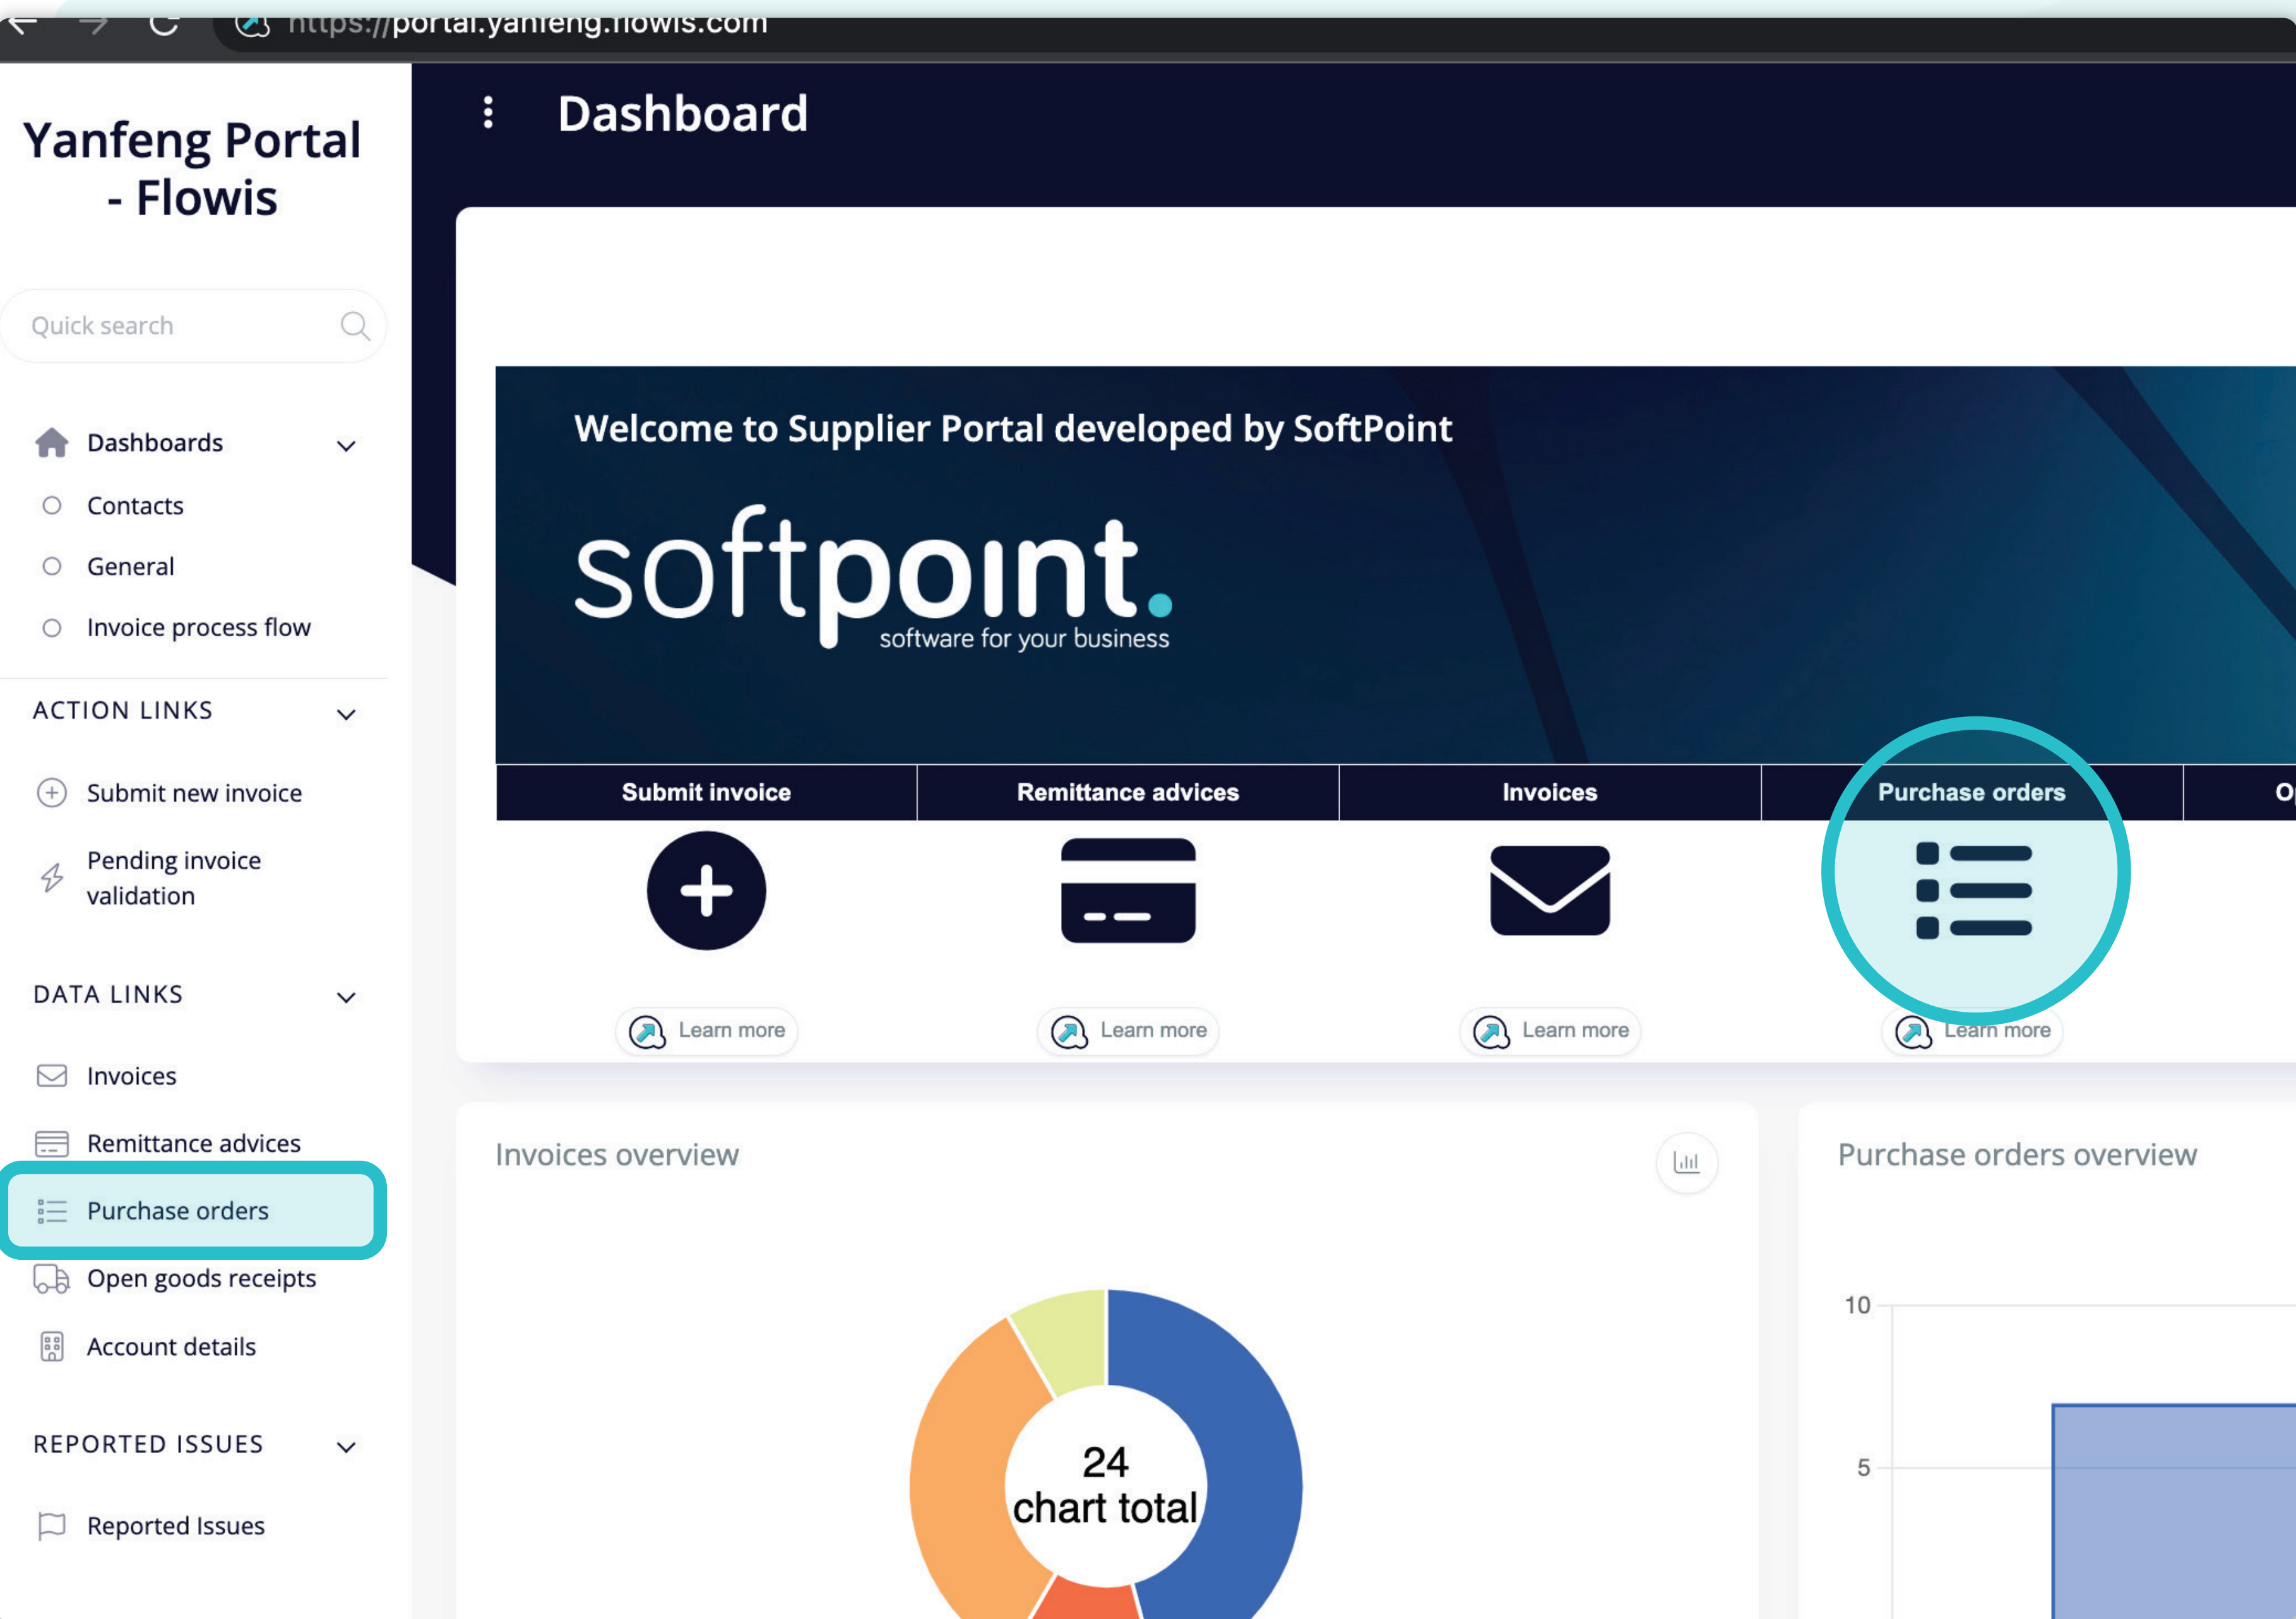 https://portal.yanfeng.flowis.com
Yanfeng Portal
- Flowis
Quick search
Dashboards
Contacts
General
Invoice process flow
ACTION LINKS
Submit new invoice
Pending invoice
validation
DATA LINKS
Invoices
Remittance advices
Purchase orders
Open goods receipts
Account details
REPORTED ISSUES
Reported Issues
Dashboard
Welcome to Supplier Portal developed by SoftPoint
softpoint.
software for your business
Submit invoice
Remittance advices
Invoices
Purchase orders
Learn more
Learn more
Learn more
Learn more
Invoices overview
24
chart total
Purchase orders overview
10
5